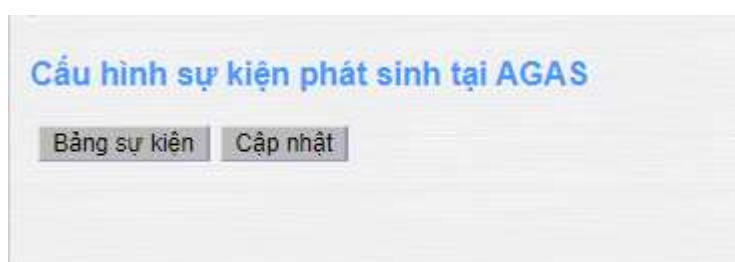 Cấu hình sự kiện phát sinh tại AGAS
Bảng sự kiện Cập nhật